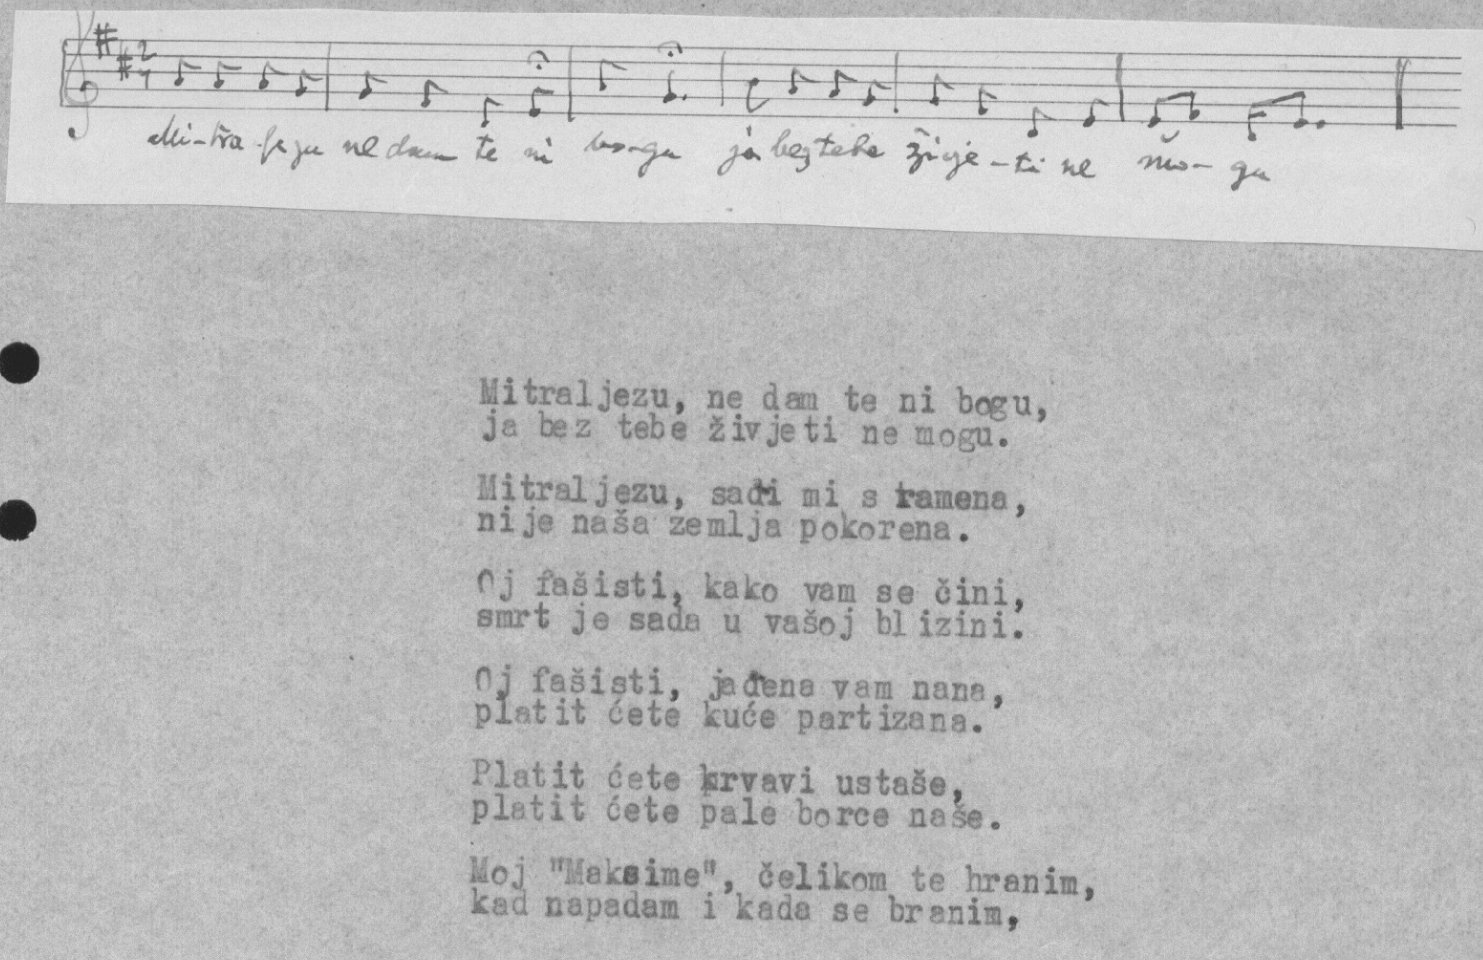 2
4
Mi-tra-ljezu ne dam te ni bo-gu ja bez tebe živje-ti ne mo-gu
Mitraljezu, ne dam te ni bogu,
ja bez tebe živjeti ne mogu.
Mitraljezu, sađi mi s ramena,
nije naša zemlja pokorena.
Oj fašisti, kako vam se čini,
smrt je sada u vašoj blizini.
Oj fašisti, jađena vam nana,
platit ćete kuće partizana.
Platit ćete krvavi ustaše,
platit ćete pale borce naše.
Moj "Maksime", čelikom te hranim,
kad napadam i kada se branim,